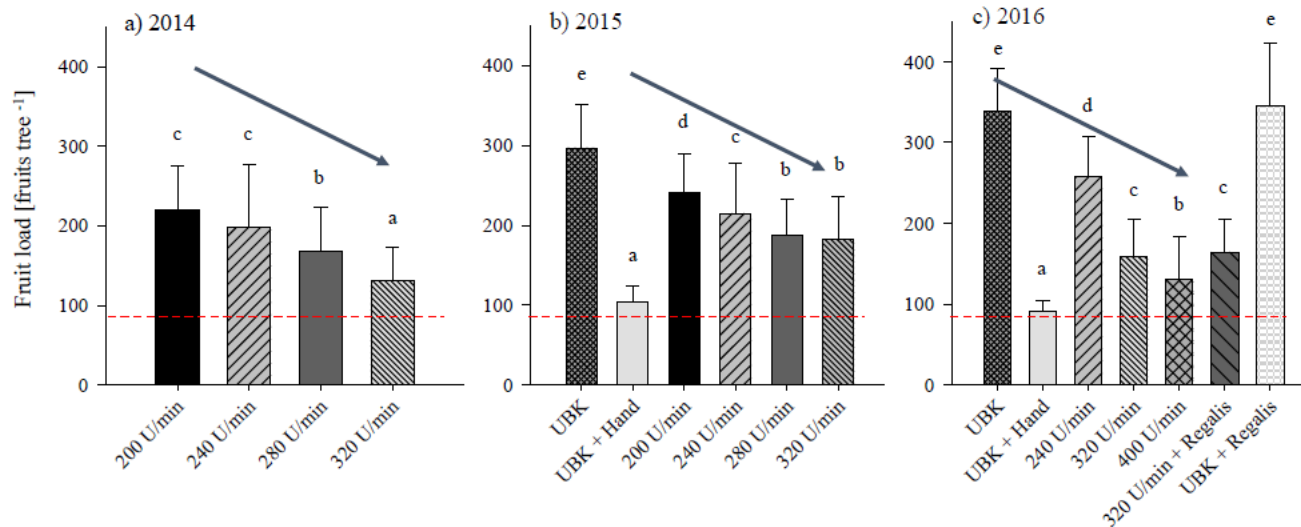 Fruit load [fruits tree -1]
a) 2014
400
300
200
100
0
c
c
b
a
200 U/min
240 U/min
280 U/min
320 U/min
b) 2015
400
300
200
100
0
e
a
d
c
b
b
UBK
UBK + Hand
200 U/min
240 U/min
280 U/min
320 U/min
c) 2016
400
300
200
100
0
e
a
d
c
b
c
e
UBK
UBK + Hand
240 U/min
320 U/min
400 U/min
320 U/min + Regalis
UBK + Regalis